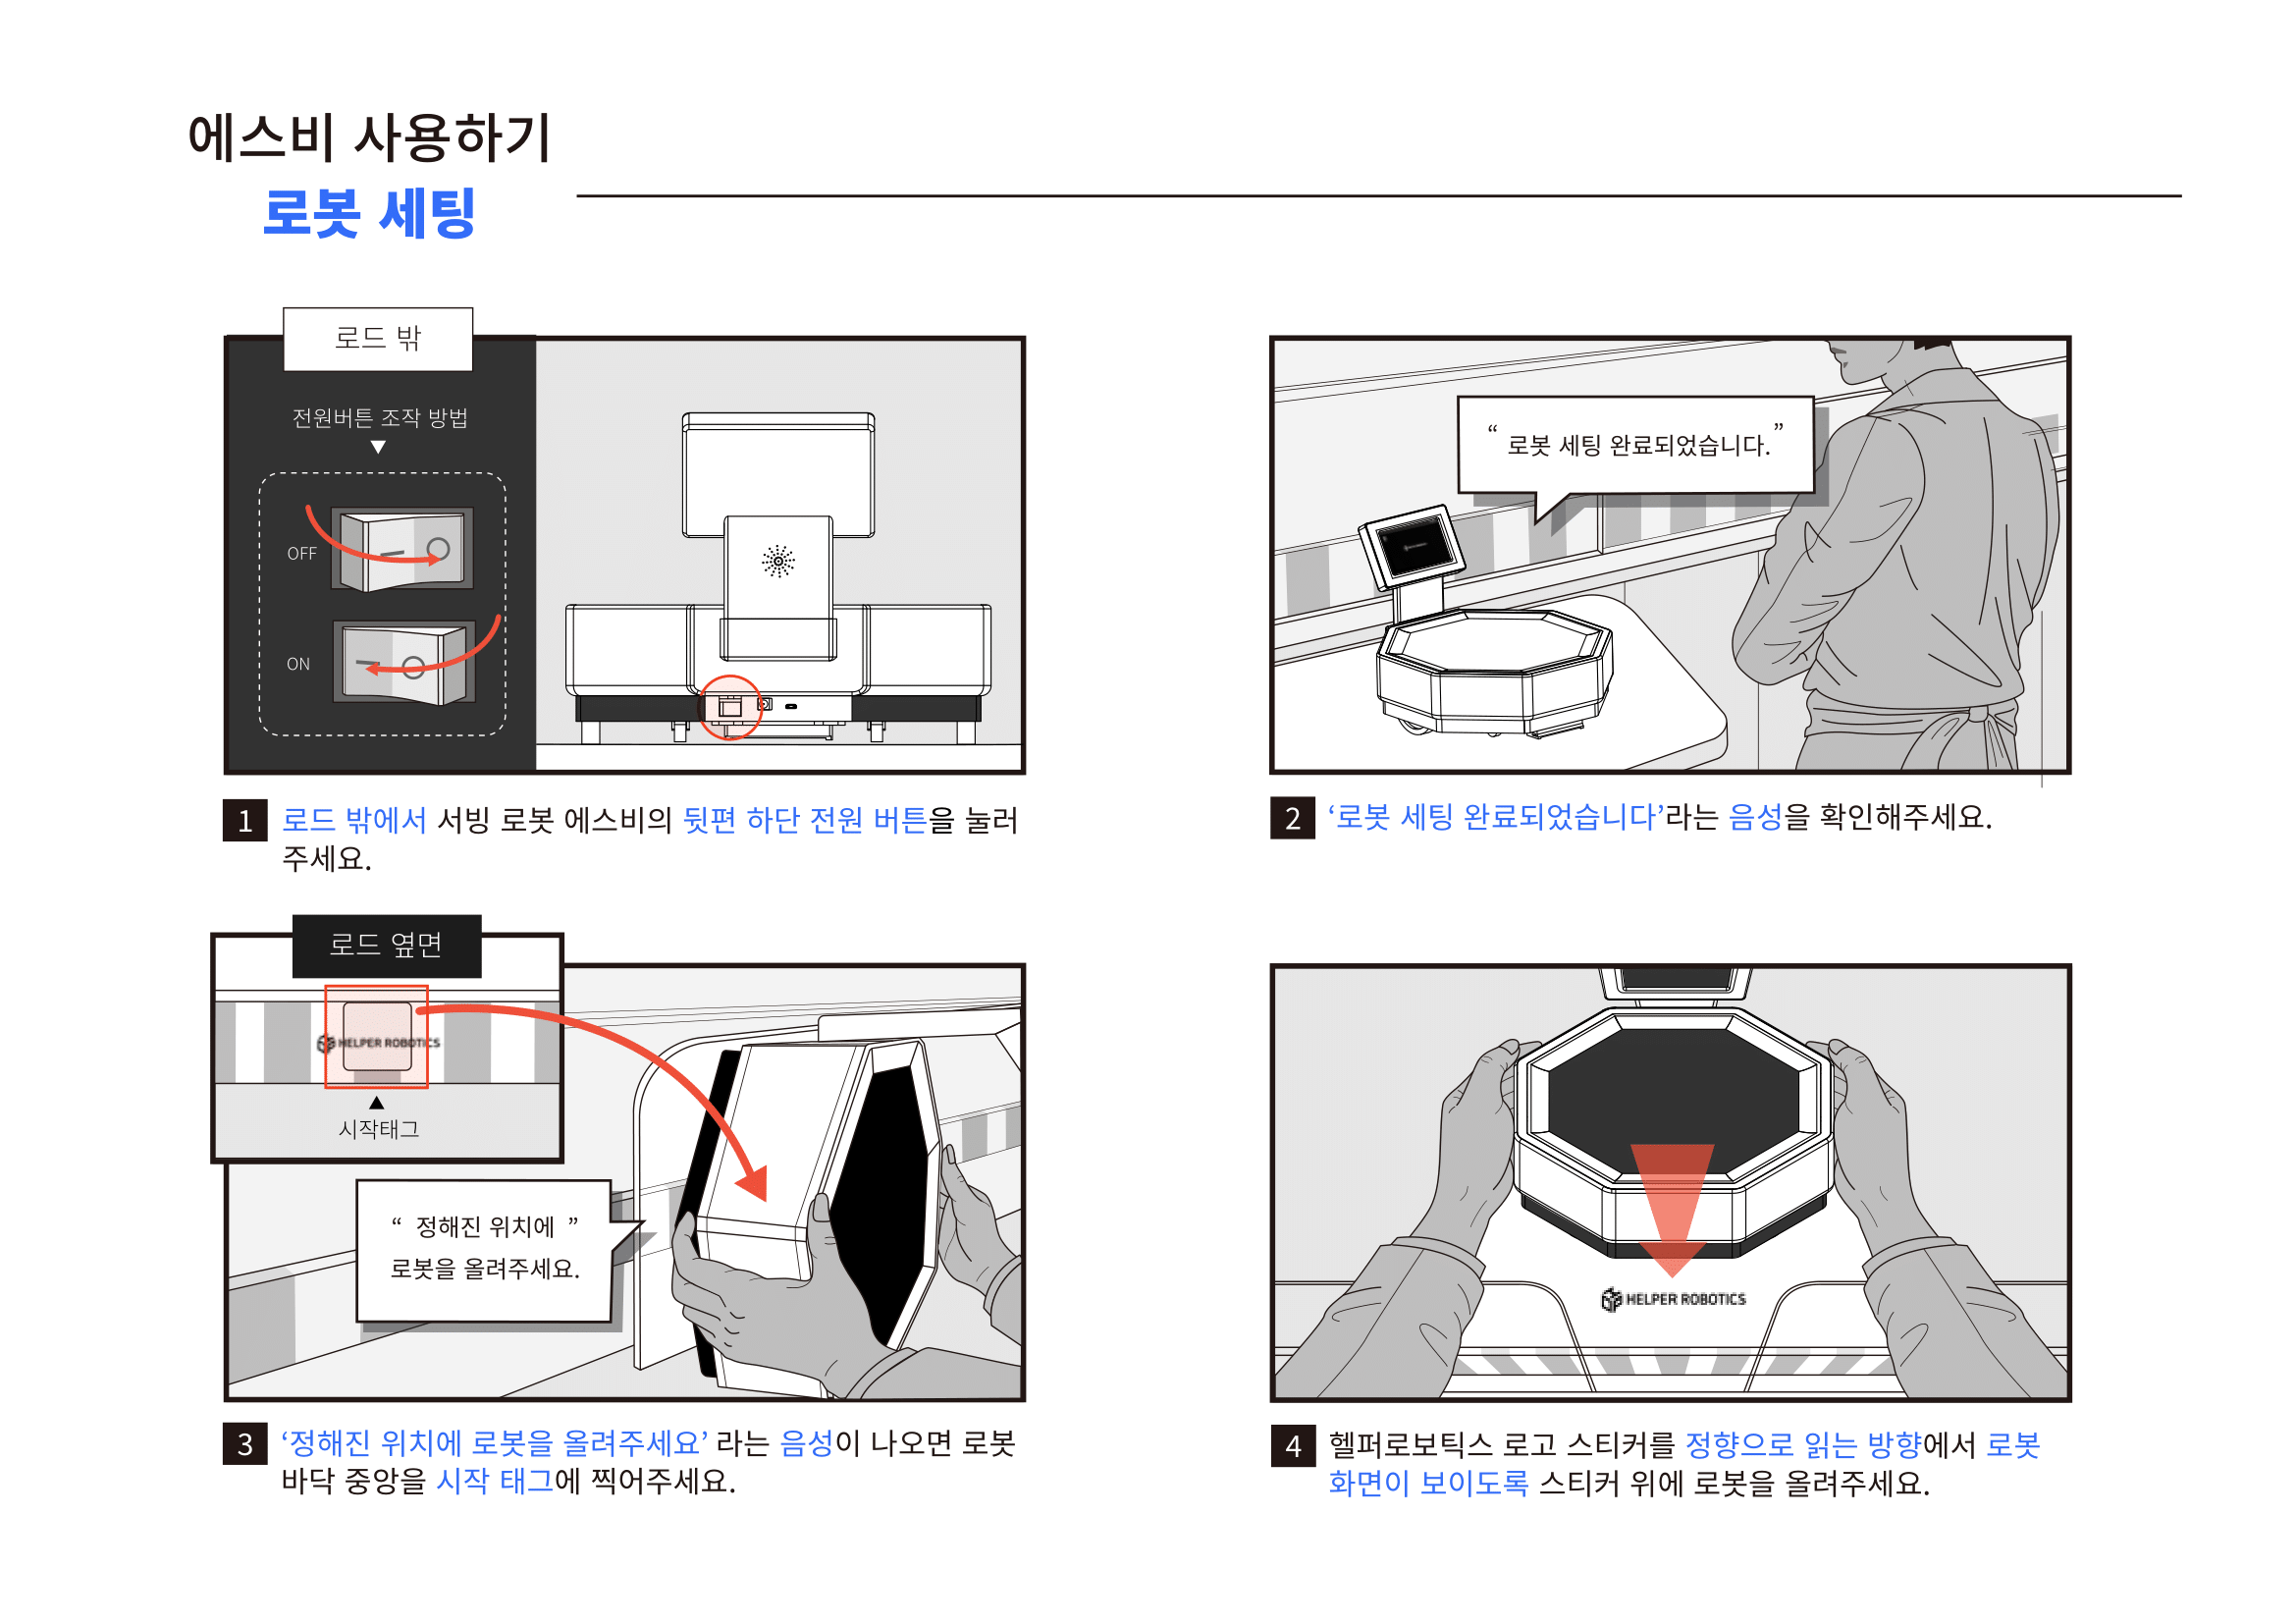 에스비 사용하기
로봇 세팅
로드 밖
전원버튼 조작 방법
OFF
ON
1 로드 밖에서 서빙 로봇 에스비의 뒷편 하단 전원 버튼을 눌러
주세요.
“ 로봇 세팅 완료되었습니다.”
2 ‘로봇 세팅 완료되었습니다’라는 음성을 확인해주세요.
로드 옆면
HELPER ROBOTICS
시작태그
“ 정해진 위치에 ”
로봇을 올려주세요.
3 ‘정해진 위치에 로봇을 올려주세요’ 라는 음성이 나오면 로봇
바닥 중앙을 시작 태그에 찍어주세요.
HELPER ROBOTICS
4 헬퍼로보틱스 로고 스티커를 정향으로 읽는 방향에서 로봇
화면이 보이도록 스티커 위에 로봇을 올려주세요.